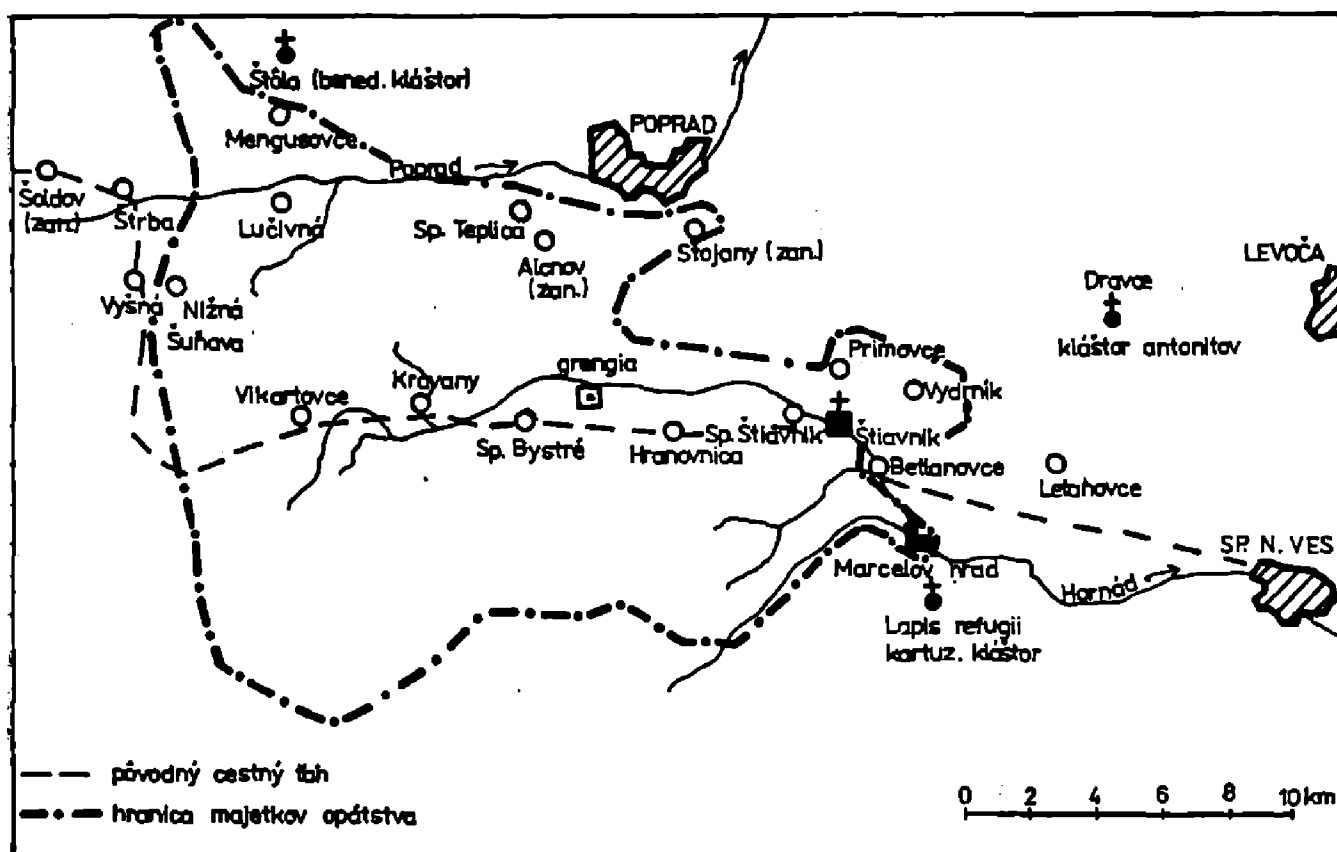 Štôla (bened. kláštor)
Mengusovce
POPRAD
Poprad
Šoldov
(zan.)
Štrba
Lučivná
Sp. Teplica
Alonov
(zan.)
Stojany (zan.)
LEVOČA
Dravce
kláštor antonitov
Vyšná
Nižná
Šuňava
Primovce
grangia
Vydrník
Vikartovce
Kravany
Sp. Bystré
Hranovnica
Sp. Štiavnik
Štiavnik
Betlanovce
Letanovce
SP. N. VES
Marcelov hrad
Hornád
Lapis refugii
kartuz. kláštor
pôvodný cestný ťah
hranica majetkov opátstva
0 2 4 6 8 10 km